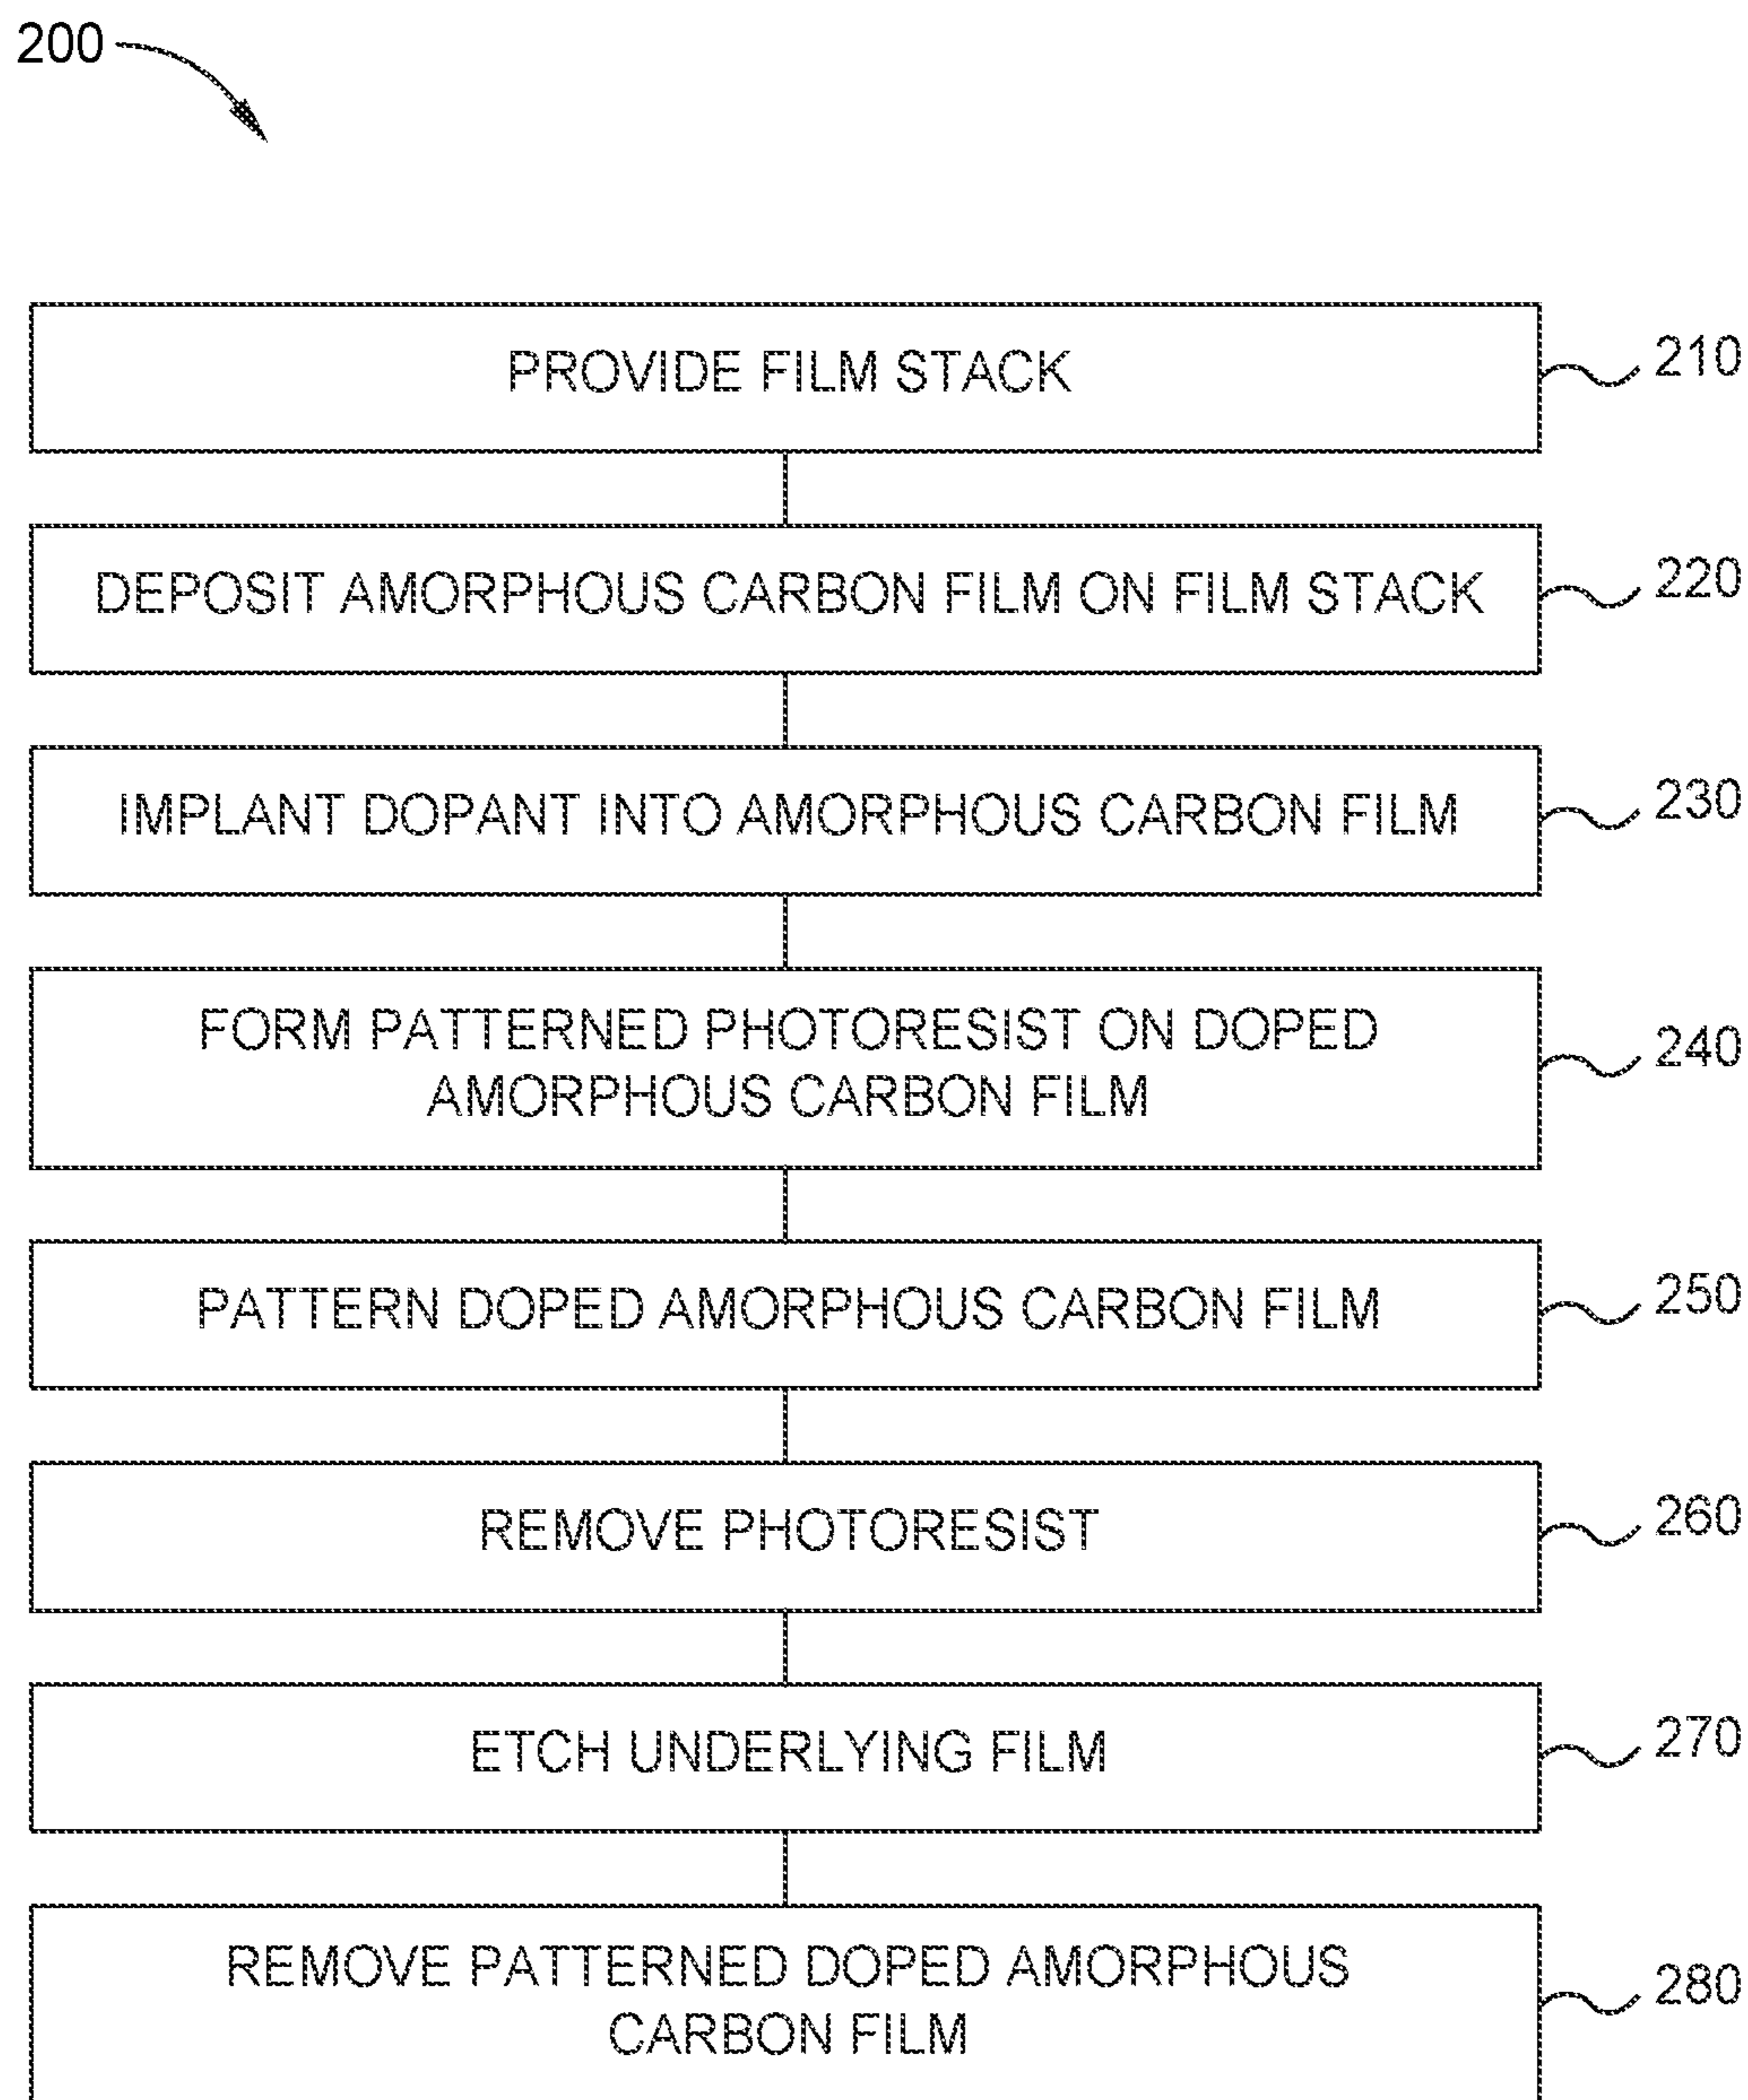 200
PROVIDE FILM STACK
210
DEPOSIT AMORPHOUS CARBON FILM ON FILM STACK
220
IMPLANT DOPANT INTO AMORPHOUS CARBON FILM
230
FORM PATTERNED PHOTORESIST ON DOPED
AMORPHOUS CARBON FILM
240
PATTERN DOPED AMORPHOUS CARBON FILM
250
REMOVE PHOTORESIST
260
ETCH UNDERLYING FILM
270
REMOVE PATTERNED DOPED AMORPHOUS
CARBON FILM
280